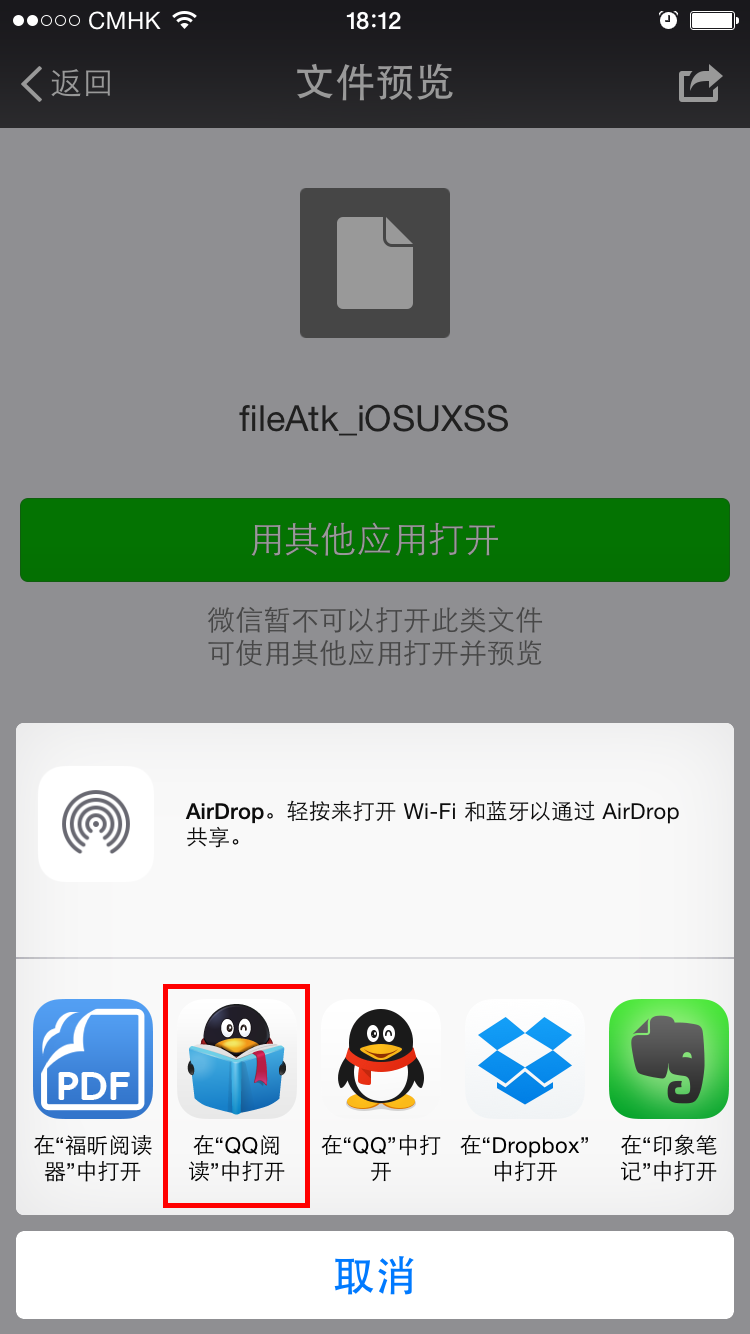 CMHK 18:12
返回 文件预览
fileAtk_iOSUXSS
用其他应用打开
微信暂不可以打开此类文件
可使用其他应用打开并预览
AirDrop。轻按来打开 Wi-Fi 和蓝牙以通过 AirDrop
共享。
PDF
在“福昕阅读
器”中打开
在“QQ阅
读”中打开
在“QQ”中打
开
在“Dropbox”
中打开
在“印象笔
记”中打开
取消